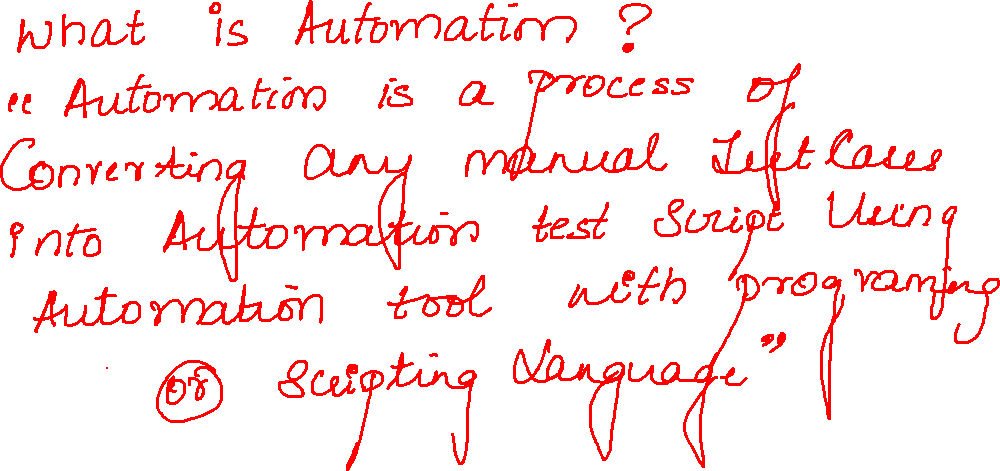 What is Automation ?
"Automation is a process of
Converting any manual Test Cases
into Automation test Script Using
Automation tool with programing
or Scripting Language"